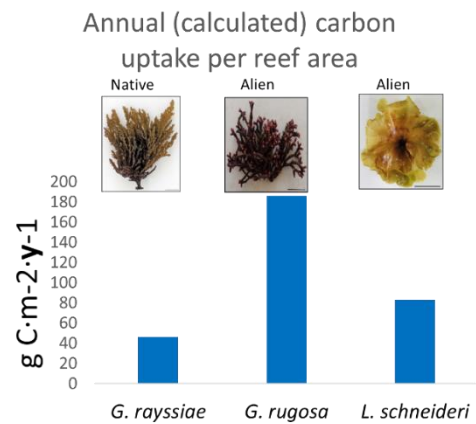 Annual (calculated) carbon
uptake per reef area
Native Alien Alien
200
180
160
140
120
100
80
60
40
20
0
g C·m-2·y-1
G. rayssiae G. rugosa L. schneideri